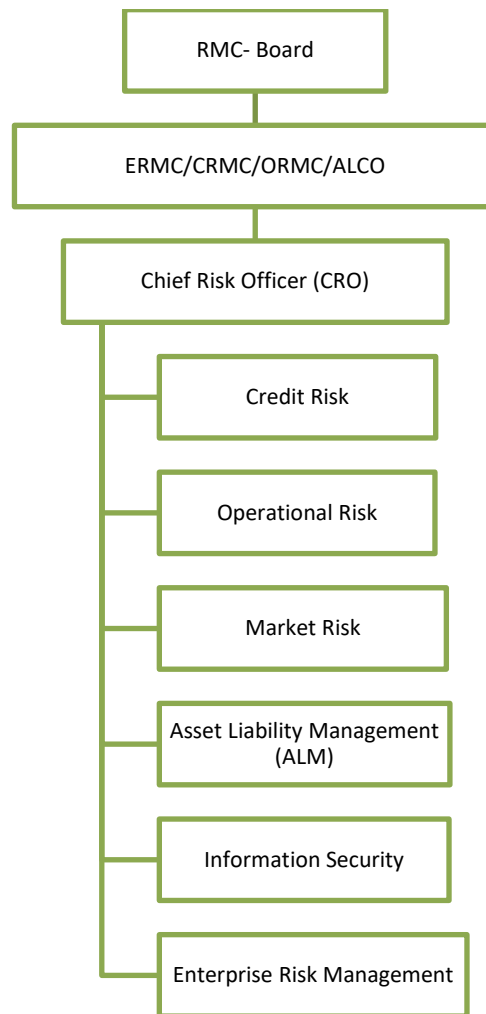 RMC- Board
ERMC/CRMC/ORMC/ALCO
Chief Risk Officer (CRO)
Credit Risk
Operational Risk
Market Risk
Asset Liability Management
(ALM)
Information Security
Enterprise Risk Management